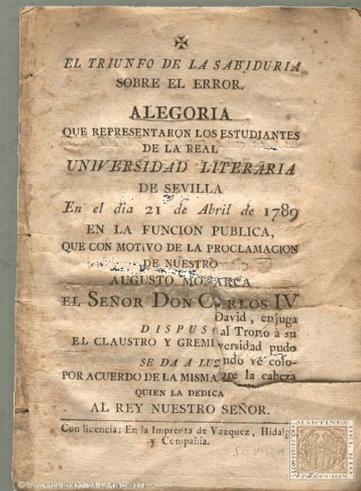 EL TRIUNFO DE LA SABIDURIA
SOBRE EL ERROR.
ALEGORIA
QUE REPRESENTARON LOS ESTUDIANTES
DE LA REAL
UNIVERSIDAD LITERARIA
DE SEVILLA
En el dia 21 de Abril de 1789
EN LA FUNCION PUBLICA,
QUE CON MOTIVO DE LA PROCLAMACION
DE NUESTRO
AUGUSTO MONARCA
EL SEÑOR DON CARLOS IV
David, enjuga
DISPUS
al Trono à su
EL CLAUSTRO Y GREMI
versidad pudo
SE DA A LUZ
ndo ve colo-
POR ACUERDO DE LA MISMA
bre la cabeza
QUIEN LA DEDICA
AL REY NUESTRO SEÑOR.
Con licencia: En la Imprenta de Vazquez, Hidalgo
y Compañia.
MARTINEZ
COLECCION